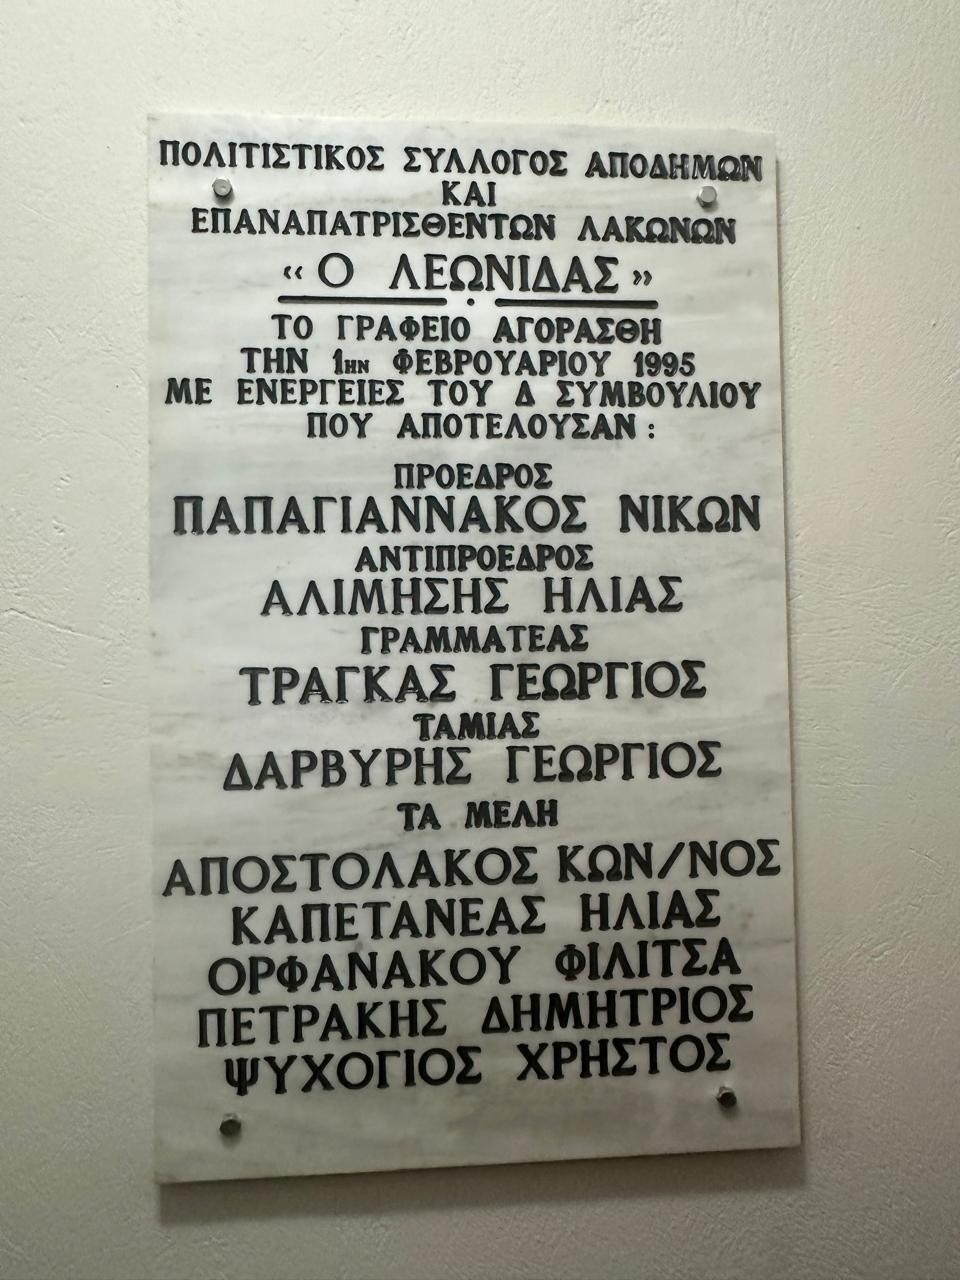 ΠΟΛΙΤΙΣΤΙΚΟΣ ΣΥΛΛΟΓΟΣ ΑΠΟΔΗΜΩΝ
ΚΑΙ
ΕΠΑΝΑΠΑΤΡΙΣΘΕΝΤΩΝ ΛΑΚΩΝΩΝ
«Ο ΛΕΩΝΙΔΑΣ»
ΤΟ ΓΡΑΦΕΙΟ ΑΓΟΡΑΣΘΗ
ΤΗΝ 1ΗΝ ΦΕΒΡΟΥΑΡΙΟΥ 1995
ΜΕ ΕΝΕΡΓΕΙΕΣ ΤΟΥ Δ ΣΥΜΒΟΥΛΙΟΥ
ΠΟΥ ΑΠΟΤΕΛΟΥΣΑΝ :
ΠΡΟΕΔΡΟΣ
ΠΑΠΑΓΙΑΝΝΑΚΟΣ ΝΙΚΩΝ
ΑΝΤΙΠΡΟΕΔΡΟΣ
ΑΛΙΜΗΣΗΣ ΗΛΙΑΣ
ΓΡΑΜΜΑΤΕΑΣ
ΤΡΑΓΚΑΣ ΓΕΩΡΓΙΟΣ
ΤΑΜΙΑΣ
ΔΑΡΒΥΡΗΣ ΓΕΩΡΓΙΟΣ
ΤΑ ΜΕΛΗ
ΑΠΟΣΤΟΛΑΚΟΣ ΚΩΝ/ΝΟΣ
ΚΑΠΕΤΑΝΕΑΣ ΗΛΙΑΣ
ΟΡΦΑΝΑΚΟΥ ΦΙΛΙΤΣΑ
ΠΕΤΡΑΚΗΣ ΔΗΜΗΤΡΙΟΣ
ΨΥΧΟΓΙΟΣ ΧΡΗΣΤΟΣ